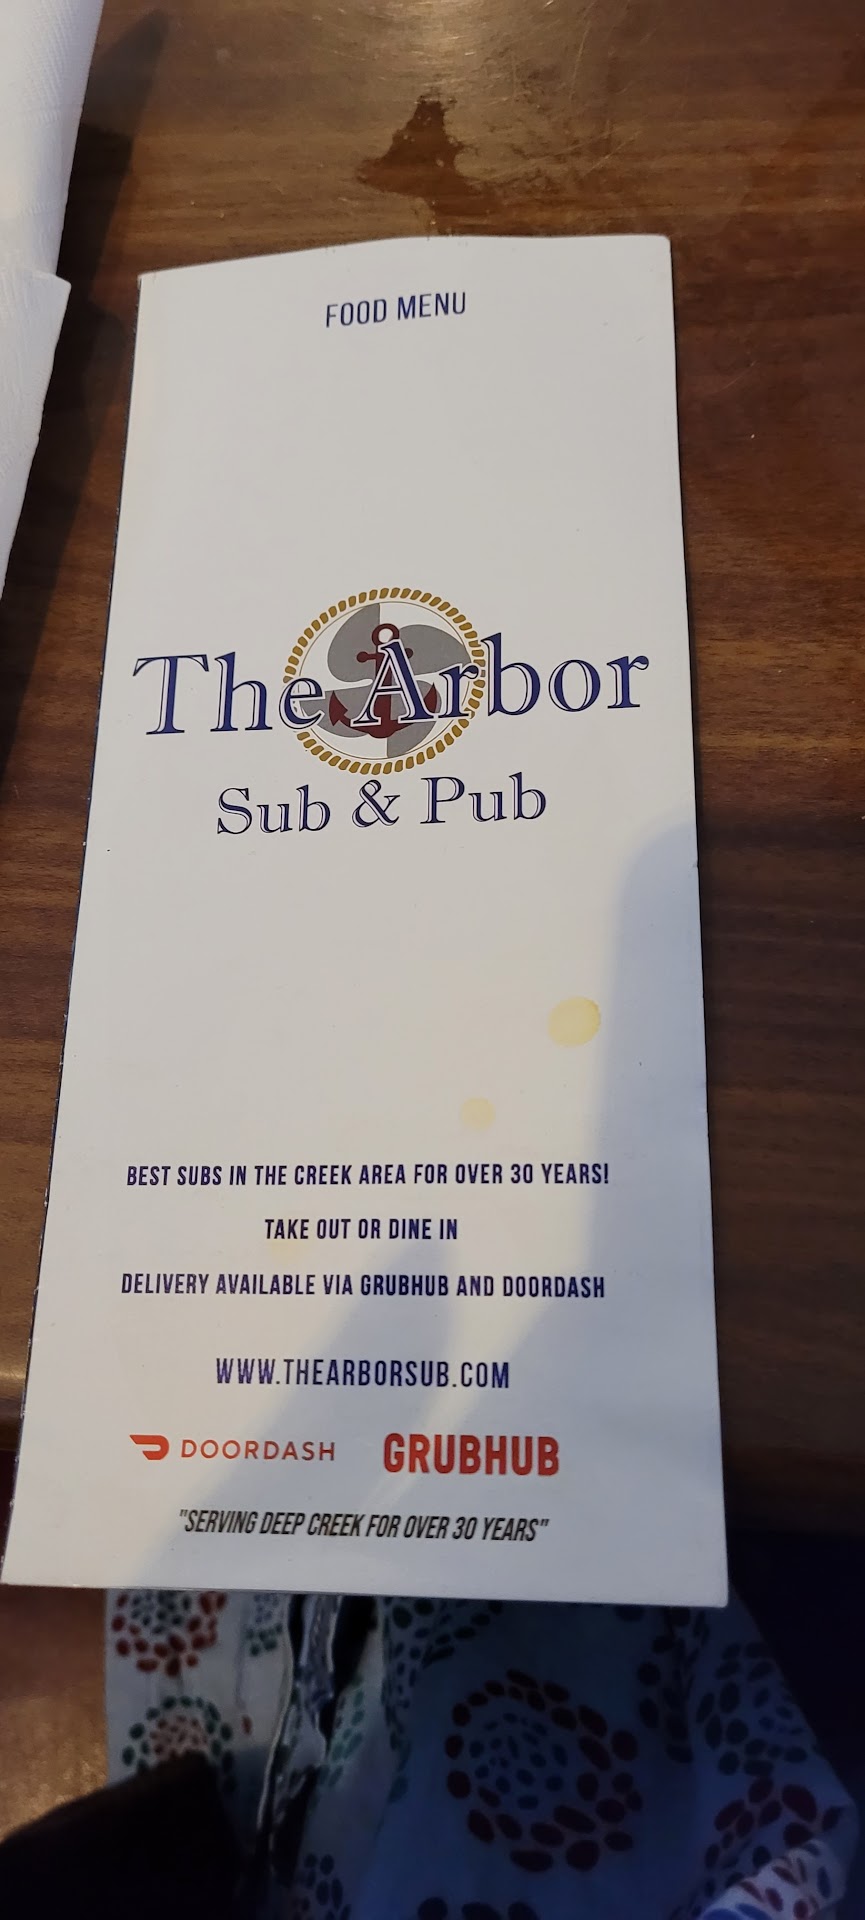 FOOD MENU
The Arbor
Sub & Pub
BEST SUBS IN THE CREEK AREA FOR OVER 30 YEARS!
TAKE OUT OR DINE IN
DELIVERY AVAILABLE VIA GRUBHUB AND DOORDASH
WWW.THEARBORSUB.COM
DOORDASH GRUBHUB
"SERVING DEEP CREEK FOR OVER 30 YEARS"